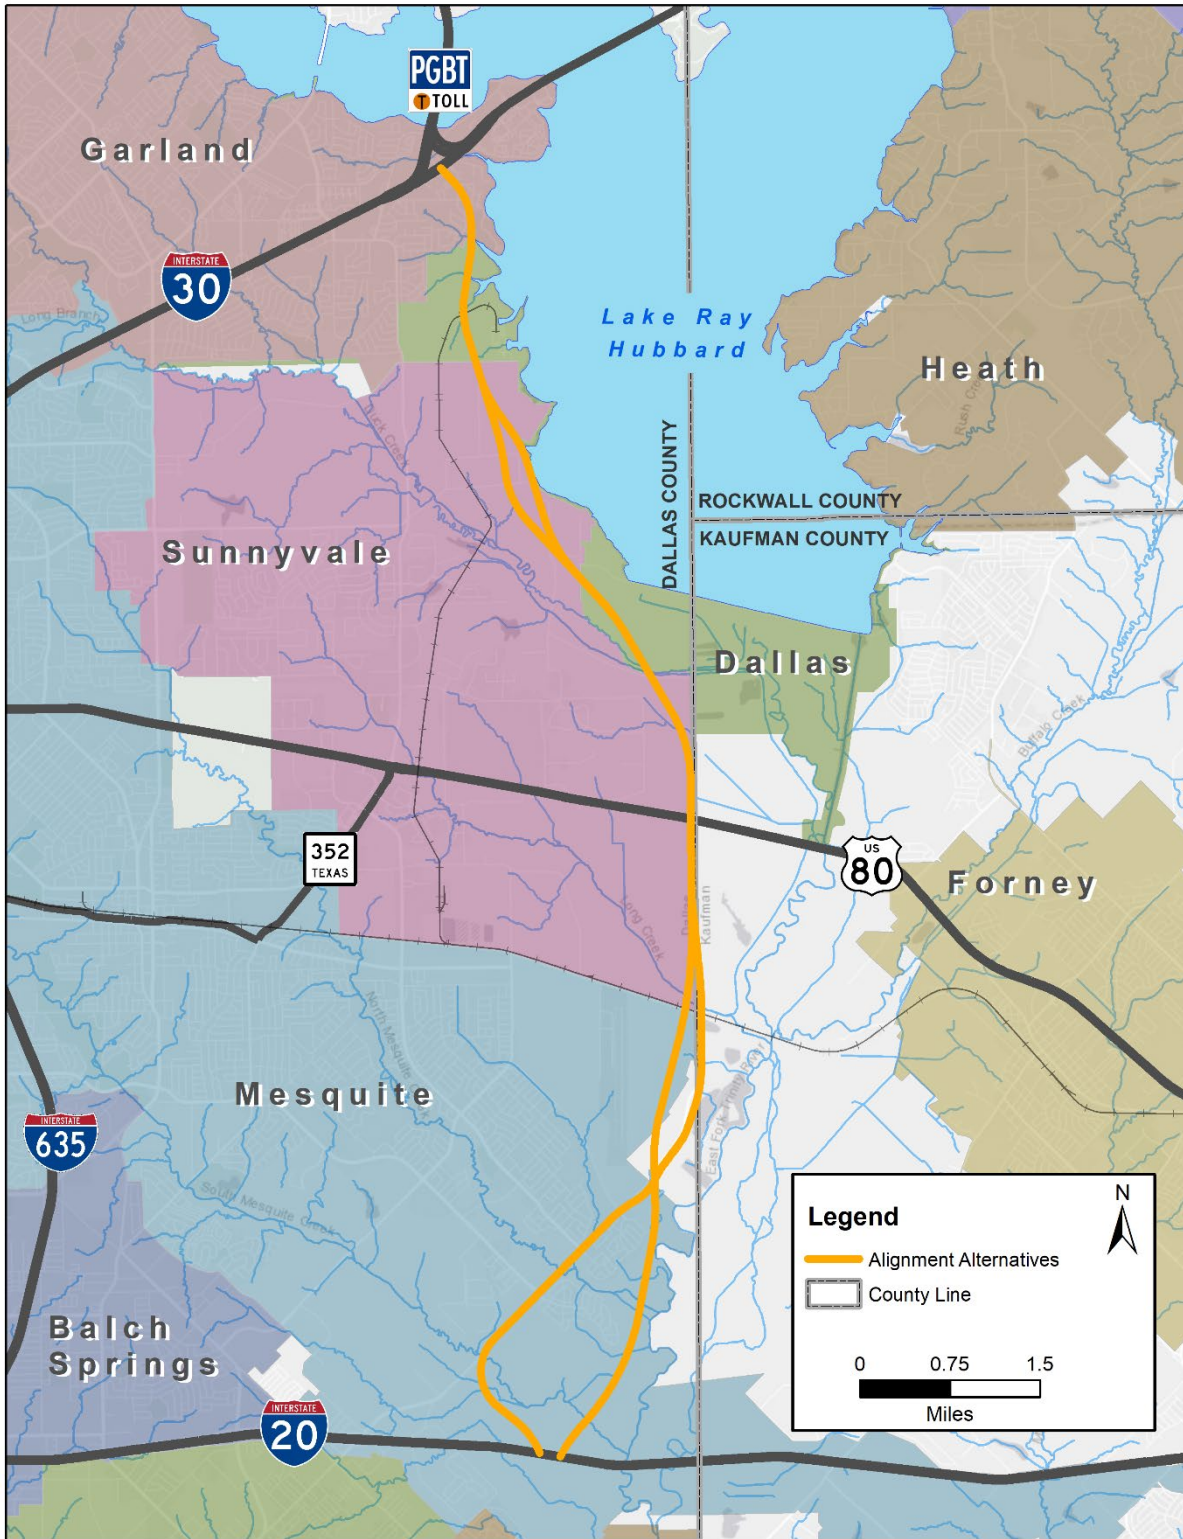 PGBT
T TOLL
Garland
INTERSTATE
30
Long Branch
Lake Ray
Hubbard
Heath
Rush Creek
Duck Creek
DALLAS COUNTY
ROCKWALL COUNTY
KAUFMAN COUNTY
Sunnyvale
Dallas
Buffalo Creek
352
TEXAS
US
80
Forney
Long Creek
Dallas
Kaufman
North Mesquite
Mesquite
East Fork Trinity River
INTERSTATE
635
South Mesquite Creek
Balch
Springs
INTERSTATE
20
Legend
N
Alignment Alternatives
County Line
0 0.75 1.5
Miles